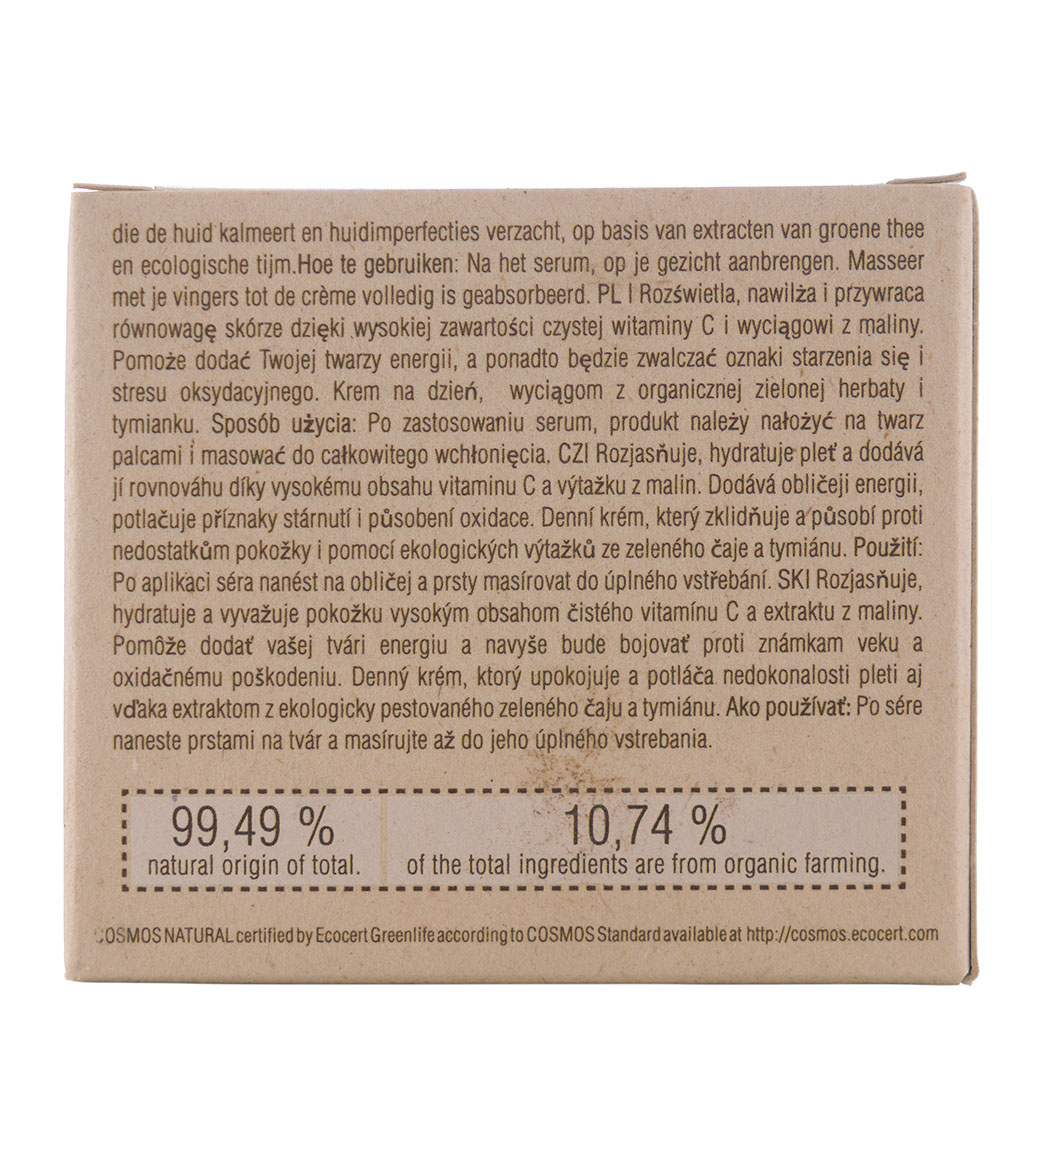 die de huid kalmeert en huidimperfecties verzacht, op basis van extracten van groene thee
en ecologische tijm.Hoe te gebruiken: Na het serum, op je gezicht aanbrengen. Masseer
met je vingers tot de crème volledig is geabsorbeerd. PL I Rozświetla, nawilża i przywraca
równowagę skórze dzięki wysokiej zawartości czystej witaminy C i wyciągowi z maliny.
Pomoże dodać Twojej twarzy energii, a ponadto będzie zwalczać oznaki starzenia się i
stresu oksydacyjnego. Krem na dzień, wyciągom z organicznej zielonej herbaty i
tymianku. Sposób użycia: Po zastosowaniu serum, produkt należy nałożyć na twarz
palcami i masować do całkowitego wchłonięcia. CZI Rozjasňuje, hydratuje pleť a dodává
jí rovnováhu díky vysokému obsahu vitaminu C a výtažku z malin. Dodává obličeji energii,
potlačuje příznaky stárnutí i působení oxidace. Denní krém, který zklidňuje a působí proti
nedostatkům pokožky i pomocí ekologických výtažků ze zeleného čaje a tymiánu. Použití:
Po aplikaci séra nanést na obličej a prsty masírovat do úplného vstřebání. SKI Rozjasňuje,
hydratuje a vyvažuje pokožku vysokým obsahom čistého vitamínu C a extraktu z maliny.
Pomôže dodať vašej tvári energiu a navyše bude bojovať proti známkam veku a
oxidačnému poškodeniu. Denný krém, ktorý upokojuje a potláča nedokonalosti pleti aj
vďaka extraktom z ekologicky pestovaného zeleného čaju a tymiánu. Ako používať: Po sére
naneste prstami na tvár a masírujte až do jeho úplného vstrebania.
99,49 %
natural origin of total.
10,74 %
of the total ingredients are from organic farming.
COSMOS NATURAL certified by Ecocert Greenlife according to COSMOS Standard available at http://cosmos.ecocert.com